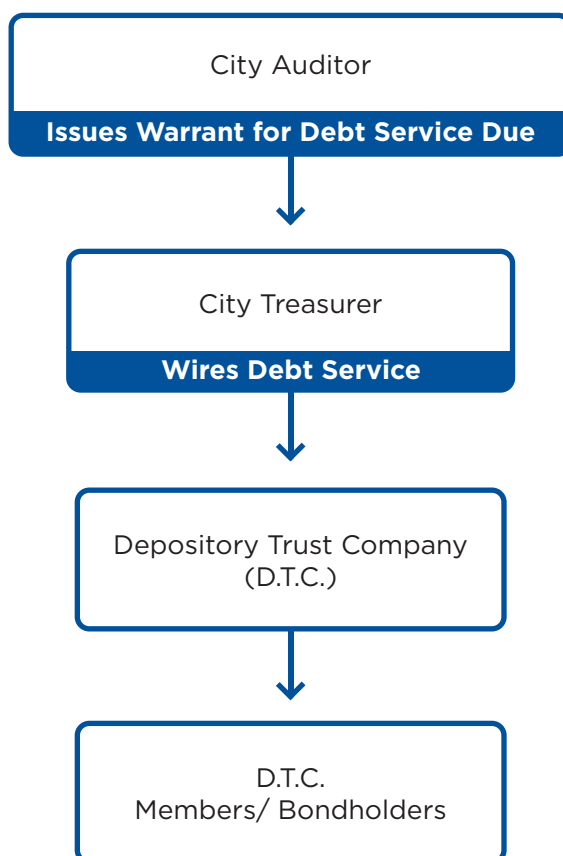 City Auditor
Issues Warrant for Debt Service Due
City Treasurer
Wires Debt Service
Depository Trust Company
(D.T.C.)
D.T.C.
Members/ Bondholders